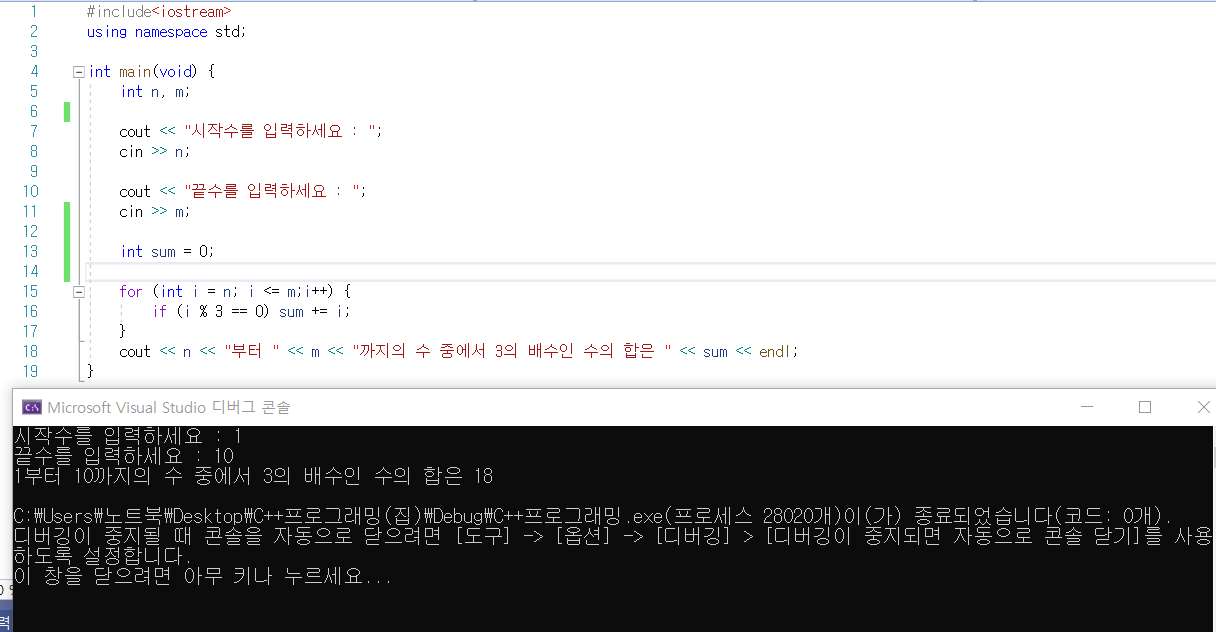 1 #include<iostream>
2 using namespace std;
3
4 int main(void) {
5 int n, m;
6
7 cout << "시작수를 입력하세요 : ";
8 cin >> n;
9
10 cout << "끝수를 입력하세요 : ";
11 cin >> m;
12
13 int sum = 0;
14
15 for (int i = n; i <= m;i++) {
16 if (i % 3 == 0) sum += i;
17 }
18 cout << n << "부터 " << m << "까지의 수 중에서 3의 배수인 수의 합은 " << sum << endl;
19 }
C:\ Microsoft Visual Studio 디버그 콘솔
시작수를 입력하세요 : 1
끝수를 입력하세요 : 10
1부터 10까지의 수 중에서 3의 배수인 수의 합은 18
C:₩Users₩노트북₩Desktop₩C++프로그래밍(집)₩Debug₩C++프로그래밍.exe(프로세스 28020개)이(가) 종료되었습니다(코드: 0개).
디버깅이 중지될 때 콘솔을 자동으로 닫으려면 [도구] -> [옵션] -> [디버깅] > [디버깅이 중지되면 자동으로 콘솔 닫기]를 사용
하도록 설정합니다.
이 창을 닫으려면 아무 키나 누르세요...